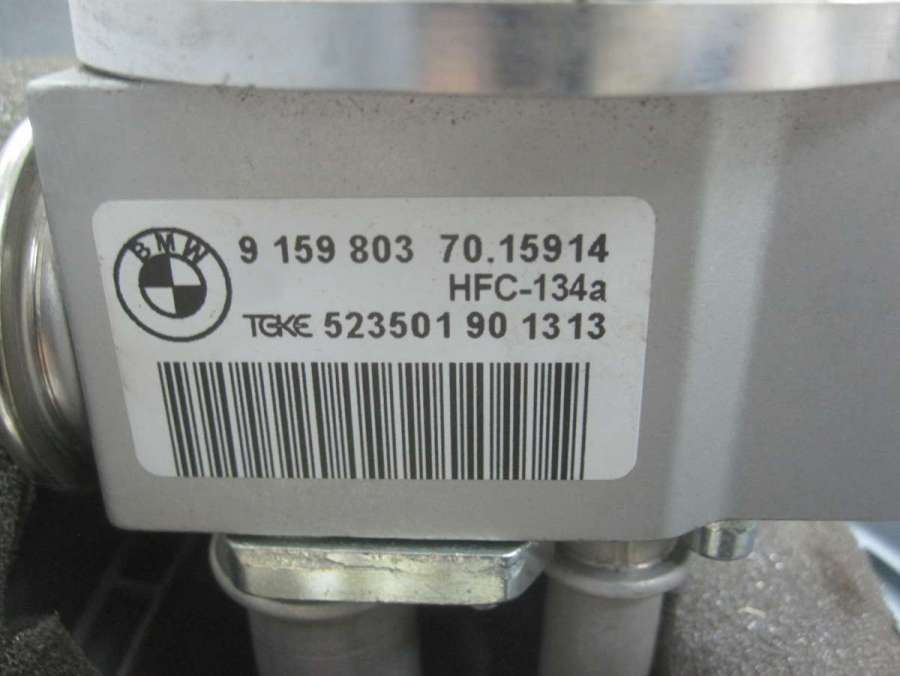 BMW
9 159 803 70.15914
HFC-134a
TGKE 523501 90 1313